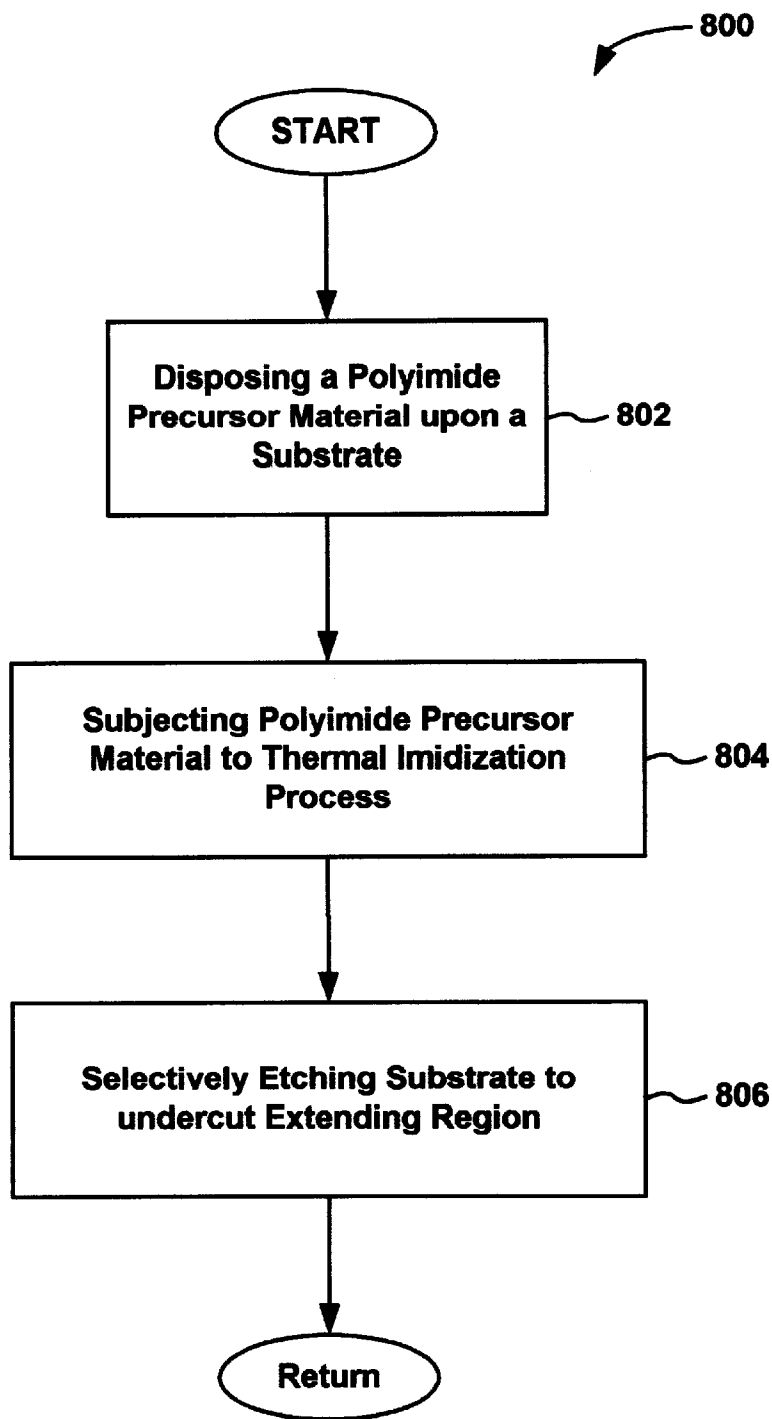 800
START
Disposing a Polyimide
Precursor Material upon a
Substrate
802
Subjecting Polyimide Precursor
Material to Thermal Imidization
Process
804
Selectively Etching Substrate to
undercut Extending Region
806
Return